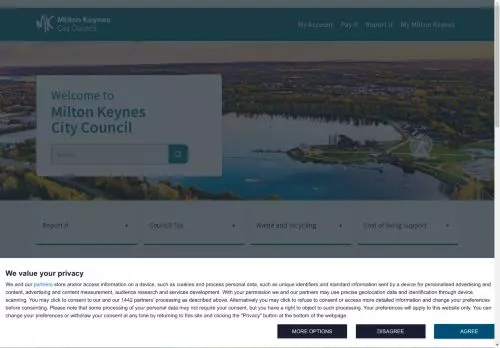 Milton Keynes
City Council
My Account Pay it Report it My Milton Keynes
Welcome to
Milton Keynes
City Council
Report it
Council Tax
Waste and recycling
Cost of living support
We value your privacy
We and our partners store and/or access information on a device, such as cookies and process personal data, such as unique identifiers and standard information sent by a device for personalised advertising and
content, advertising and content measurement, audience research and services development. With your permission we and our partners may use precise geolocation data and identification through device
scanning. You may click to consent to our and our 1442 partners' processing as described above. Alternatively you may click to refuse to consent or access more detailed information and change your preferences
before consenting. Please note that some processing of your personal data may not require your consent, but you have a right to object to such processing. Your preferences will apply to this website only. You can
change your preferences or withdraw your consent at any time by returning to this site and clicking the "Privacy" button at the bottom of the webpage.
MORE OPTIONS
DISAGREE
AGREE